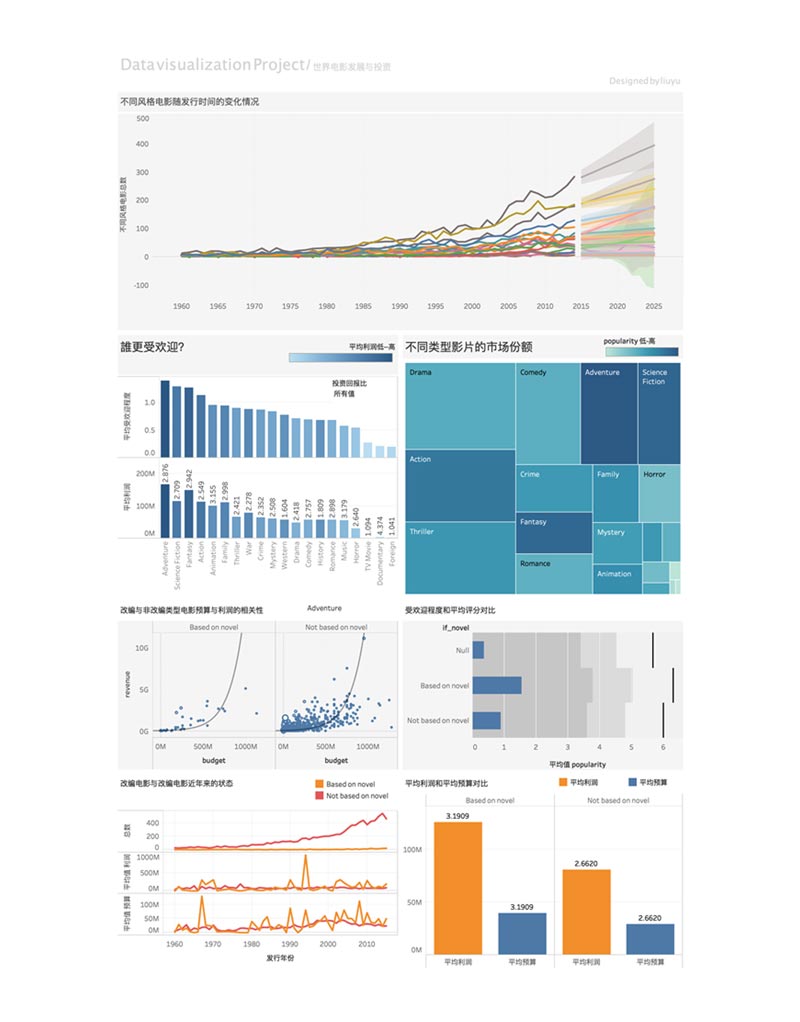 Datavisualization Project/ 世界电影发展与投资
Designed by liuyu
不同风格电影随发行时间的变化情况
不同风格电影总数
500
400
300
200
100
0
-100
1960 1965 1970 1975 1980 1985 1990 1995 2000 2005 2010 2015 2020 2025
誰更受欢迎?
平均利润低-高
投资回报比
所有值
平均受欢迎程度
1.0
0.5
0.0
平均利润
200M
100M
0M
2.876 2.709 2.942 2.549 3.155 2.998 2.421 2.278 2.352 2.508 1.604 2.418 2.757 1.809 2.898 3.179 2.640 1.094 4.374 1.041
Adventure Science Fiction Fantasy Action Animation Family Thriller War Crime Mystery Western Drama Comedy History Romance Music Horror TV Movie Documentary Foreign
不同类型影片的市场份额
popularity 低-高
Drama
Comedy
Adventure
Science
Fiction
Action
Crime
Family
Horror
Thriller
Fantasy
Mystery
Romance
Animation
改编与非改编类型电影预算与利润的相关性
Adventure
Based on novel
Not based on novel
revenue
10G
5G
0G
0M 500M 1000M 0M 500M 1000M
budget
budget
受欢迎程度和平均评分对比
if_novel
Null
Based on novel
Not based on novel
0 1 2 3 4 5 6
平均值 popularity
改编电影与改编电影近年来的状态
Based on novel
Not based on novel
总数
400
200
0
平均值 利润
1000M
500M
0M
平均值 预算
100M
50M
0M
1960 1970 1980 1990 2000 2010
发行年份
平均利润和平均预算对比
平均利润
平均预算
Based on novel
Not based on novel
100M
50M
0M
3.1909
3.1909
2.6620
2.6620
平均利润 平均预算 平均利润 平均预算